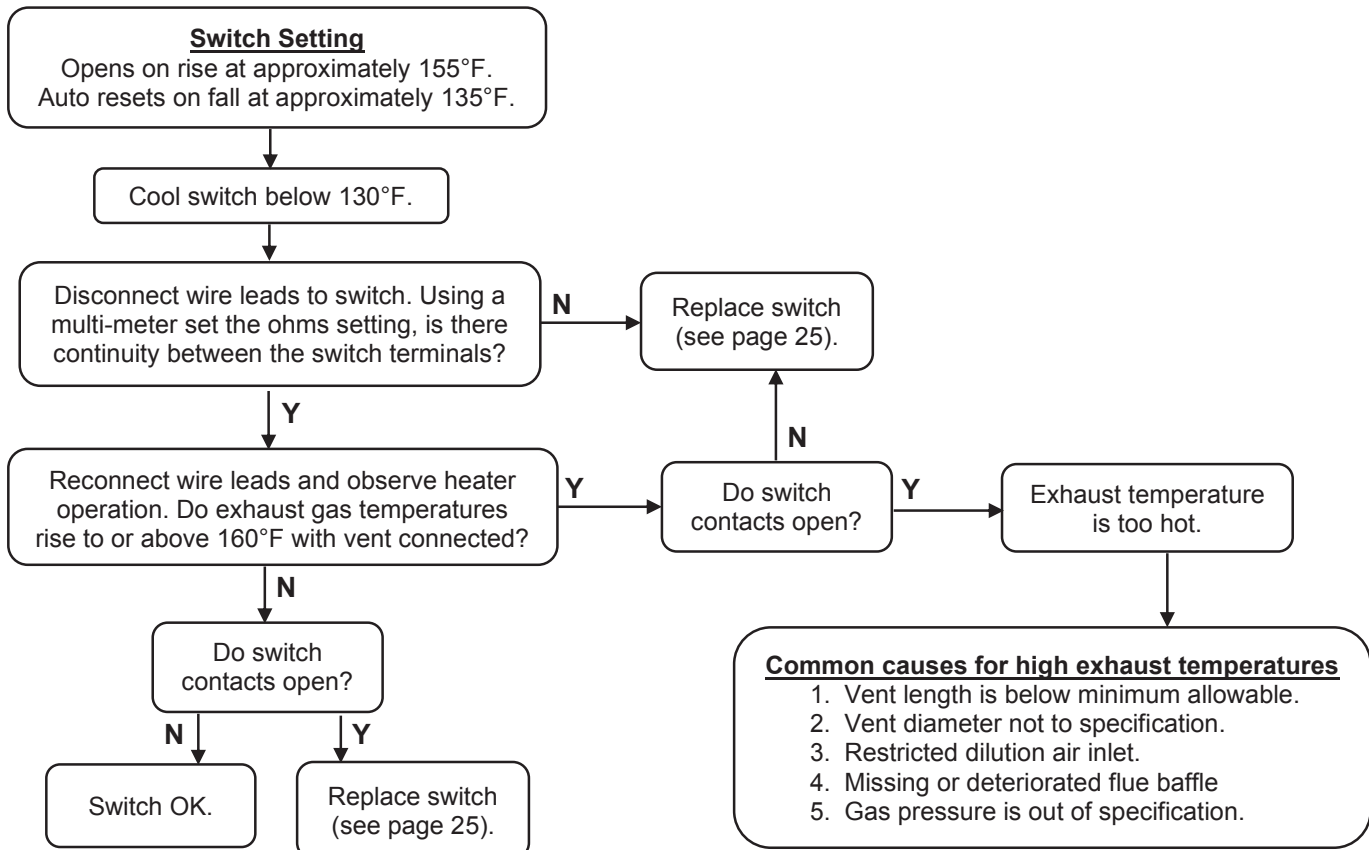 Switch Setting
Opens on rise at approximately 155°F.
Auto resets on fall at approximately 135°F.
Cool switch below 130°F.
Disconnect wire leads to switch. Using a
multi-meter set the ohms setting, is there
continuity between the switch terminals?
N
Replace switch
(see page 25).
Y
N
Reconnect wire leads and observe heater
operation. Do exhaust gas temperatures
rise to or above 160°F with vent connected?
Y
Do switch
contacts open?
Y
Exhaust temperature
is too hot.
N
Do switch
contacts open?
N
Y
Switch OK.
Replace switch
(see page 25).
Common causes for high exhaust temperatures
1. Vent length is below minimum allowable.
2. Vent diameter not to specification.
3. Restricted dilution air inlet.
4. Missing or deteriorated flue baffle
5. Gas pressure is out of specification.